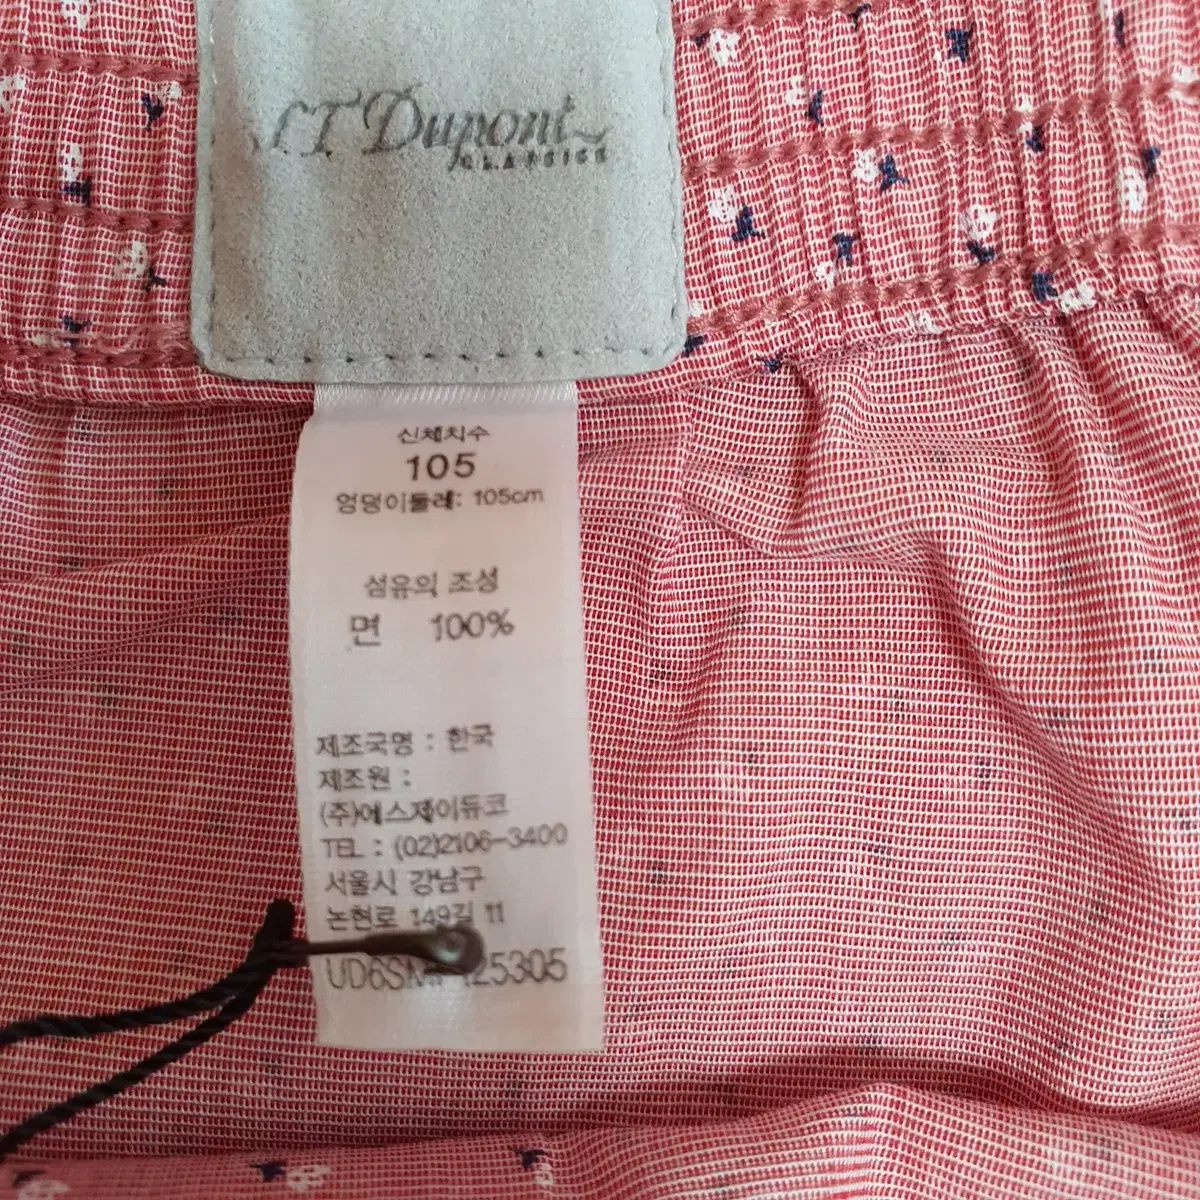 S.T. Dupont
CLASSICS
신체치수
105
엉덩이둘레: 105cm
섬유의 조성
면 100%
제조국명 : 한국
제조원 :
(주)에스제이듀코
TEL : (02)2106-3400
서울시 강남구
논현로 149길 11